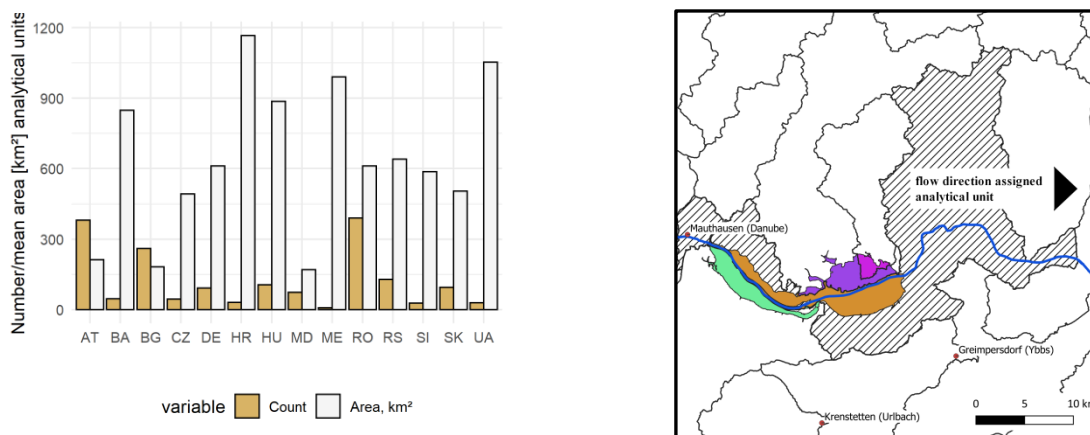 Number/mean area [km²] analytical units
1200
900
600
300
0
AT BA BG CZ DE HR HU MD ME RO RS SI SK UA
variable Count Area, km²
flow direction assigned
analytical unit
Mauthausen (Danube)
Greimpersdorf (Ybbs)
Krenstetten (Urlbach)
0 5 10 km